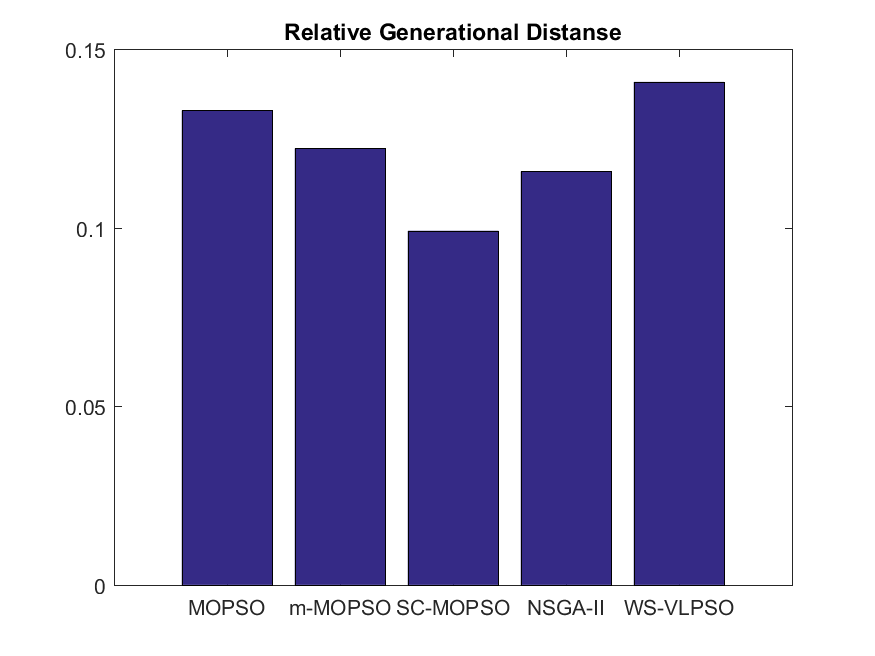 Relative Generational Distanse
0.15
0.1
0.05
0
MOPSO m-MOPSO SC-MOPSO NSGA-II WS-VLPSO